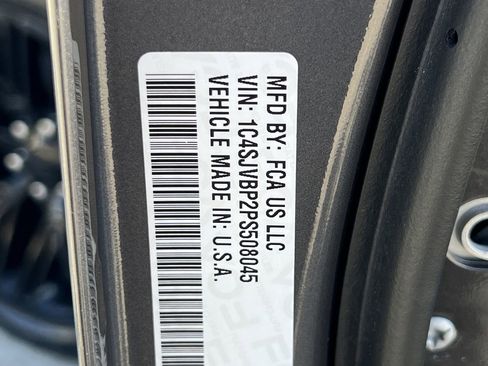 MFD BY: FCA US LLC
VIN: 1C4SJVBP2PS508045
VEHICLE MADE IN: U.S.A.